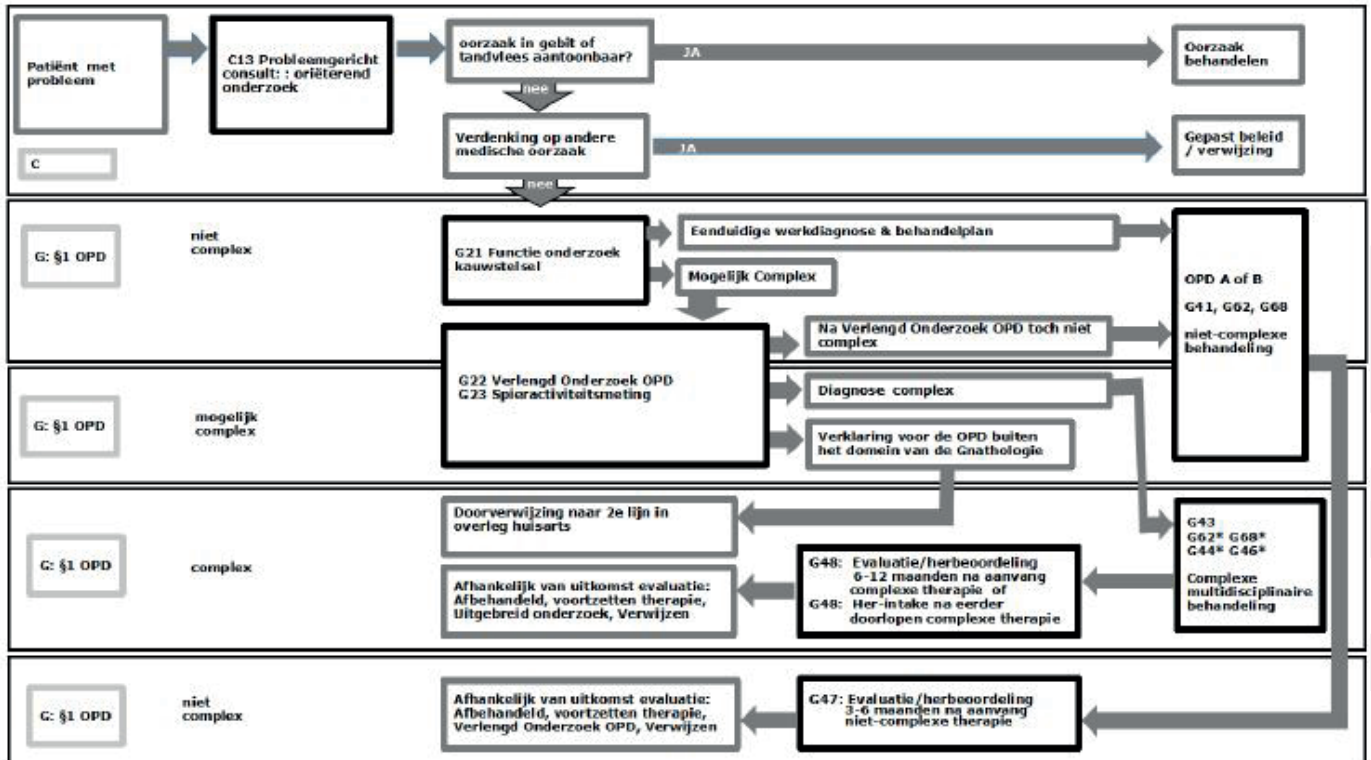 Patiënt met
probleem
C13 Probleemgericht
consult: : oriëterend
onderzoek
oorzaak in gebit of
tandvlees aantoonbaar?
JA
Oorzaak
behandelen
nee
Verdenking op andere
medische oorzaak
JA
Gepast beleid
/ verwijzing
C
nee
G: §1 OPD
niet
complex
G21 Functie onderzoek
kauwstelsel
Eenduidige werkdiagnose & behandelplan
Mogelijk Complex
OPD A of B
G41, G62, G68
niet-complexe
behandeling
Na Verlengd Onderzoek OPD toch niet
complex
G: §1 OPD
mogelijk
complex
G22 Verlengd Onderzoek OPD
G23 Spieractiviteitsmeting
Diagnose complex
Verklaring voor de OPD buiten
het domein van de Gnathologie
G: §1 OPD
complex
Doorverwijzing naar 2e lijn in
overleg huisarts
G43
G62* G68*
G44* G46*
Complexe
multidisciplinaire
behandeling
G48: Evaluatie/herbeoordeling
6-12 maanden na aanvang
complexe therapie of
G48: Her-intake na eerder
doorlopen complexe therapie
Afhankelijk van uitkomst evaluatie:
Afbehandeld, voortzetten therapie,
Uitgebreid onderzoek, Verwijzen
G: §1 OPD
niet
complex
Afhankelijk van uitkomst evaluatie:
Afbehandeld, voortzetten therapie,
Verlengd Onderzoek OPD, Verwijzen
G47: Evaluatie/herbeoordeling
3-6 maanden na aanvang
niet-complexe therapie